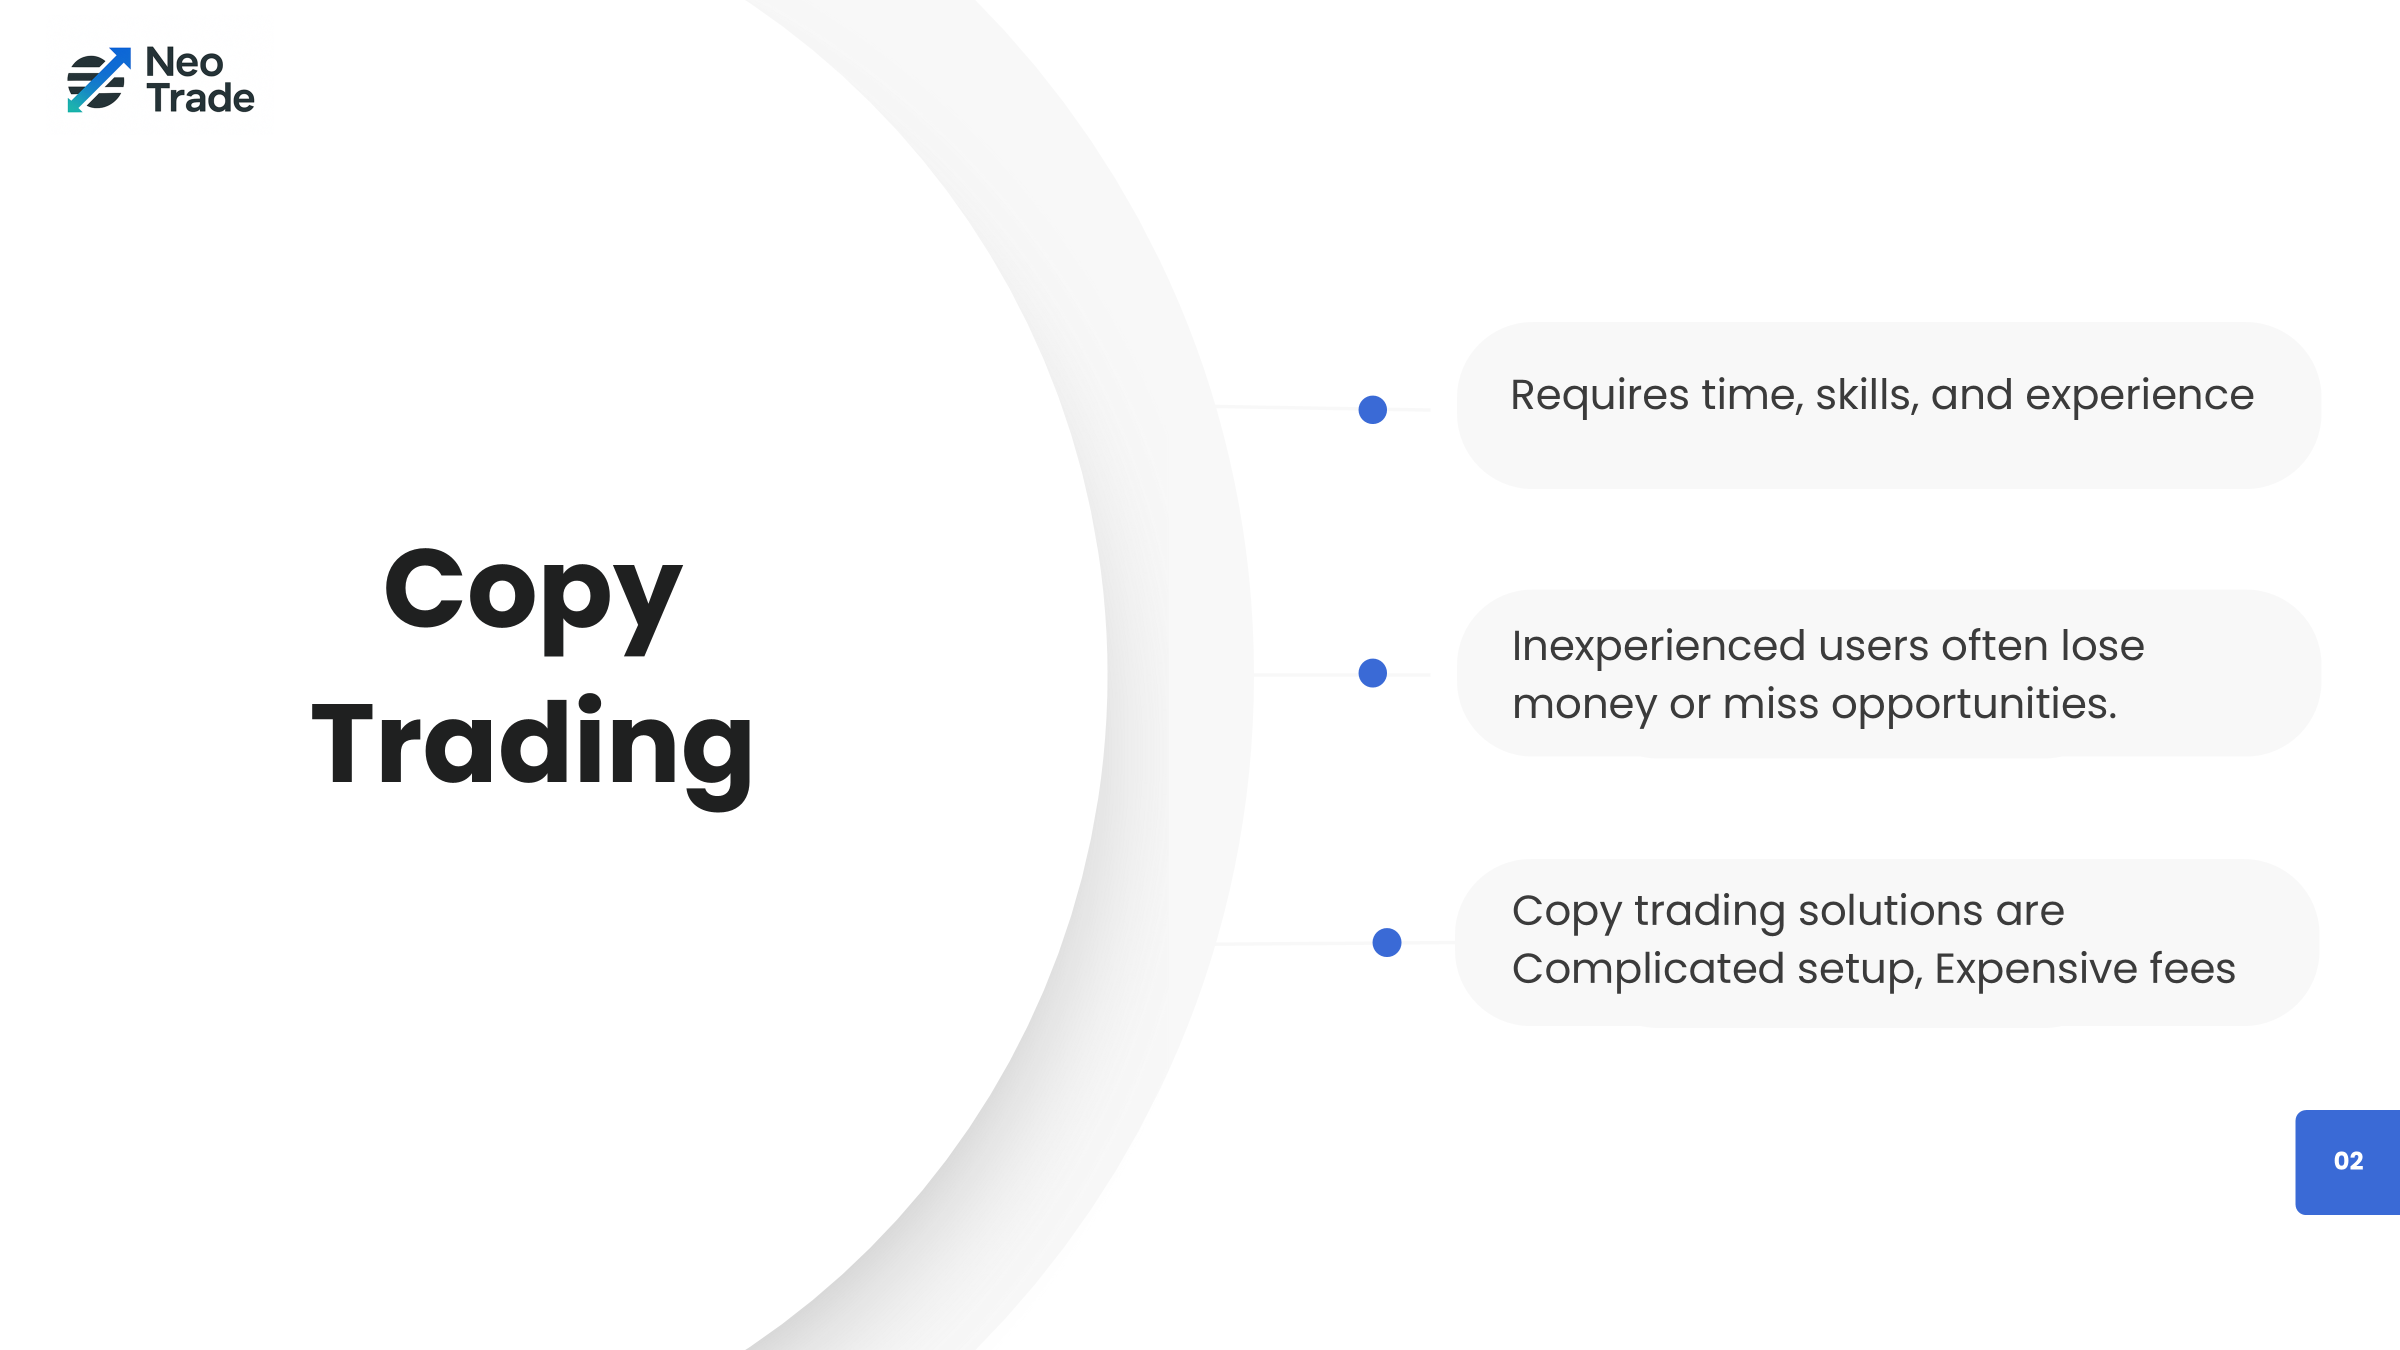 Neo
Trade
Copy
Trading
Requires time, skills, and experience
Inexperienced users often lose
money or miss opportunities.
Copy trading solutions are
Complicated setup, Expensive fees
02